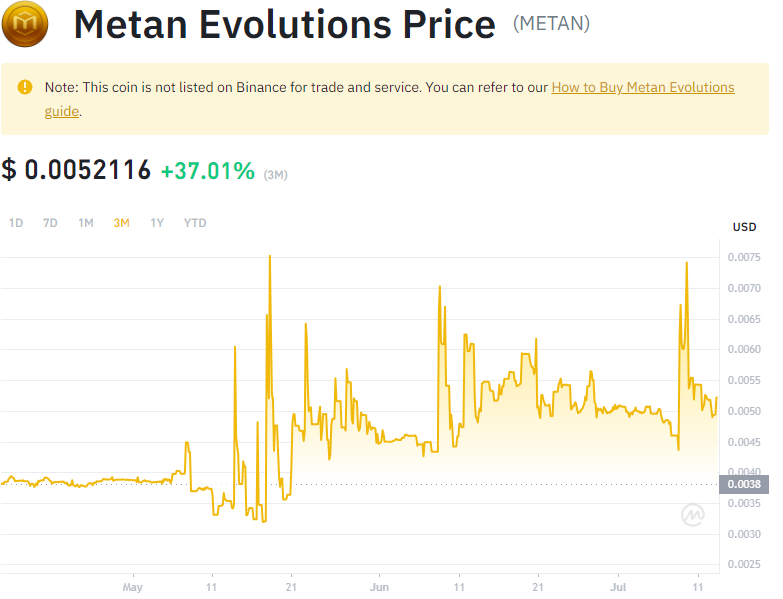 Metan Evolutions Price (METAN)
Note: This coin is not listed on Binance for trade and service. You can refer to our How to Buy Metan Evolutions
guide.
$ 0.0052116 +37.01% (3M)
1D 7D 1M 3M 1Y YTD
USD
0.0075
0.0070
0.0065
0.0060
0.0055
0.0050
0.0045
0.0040
0.0038
0.0035
0.0030
0.0025
May 11 21 Jun 11 21 Jul 11